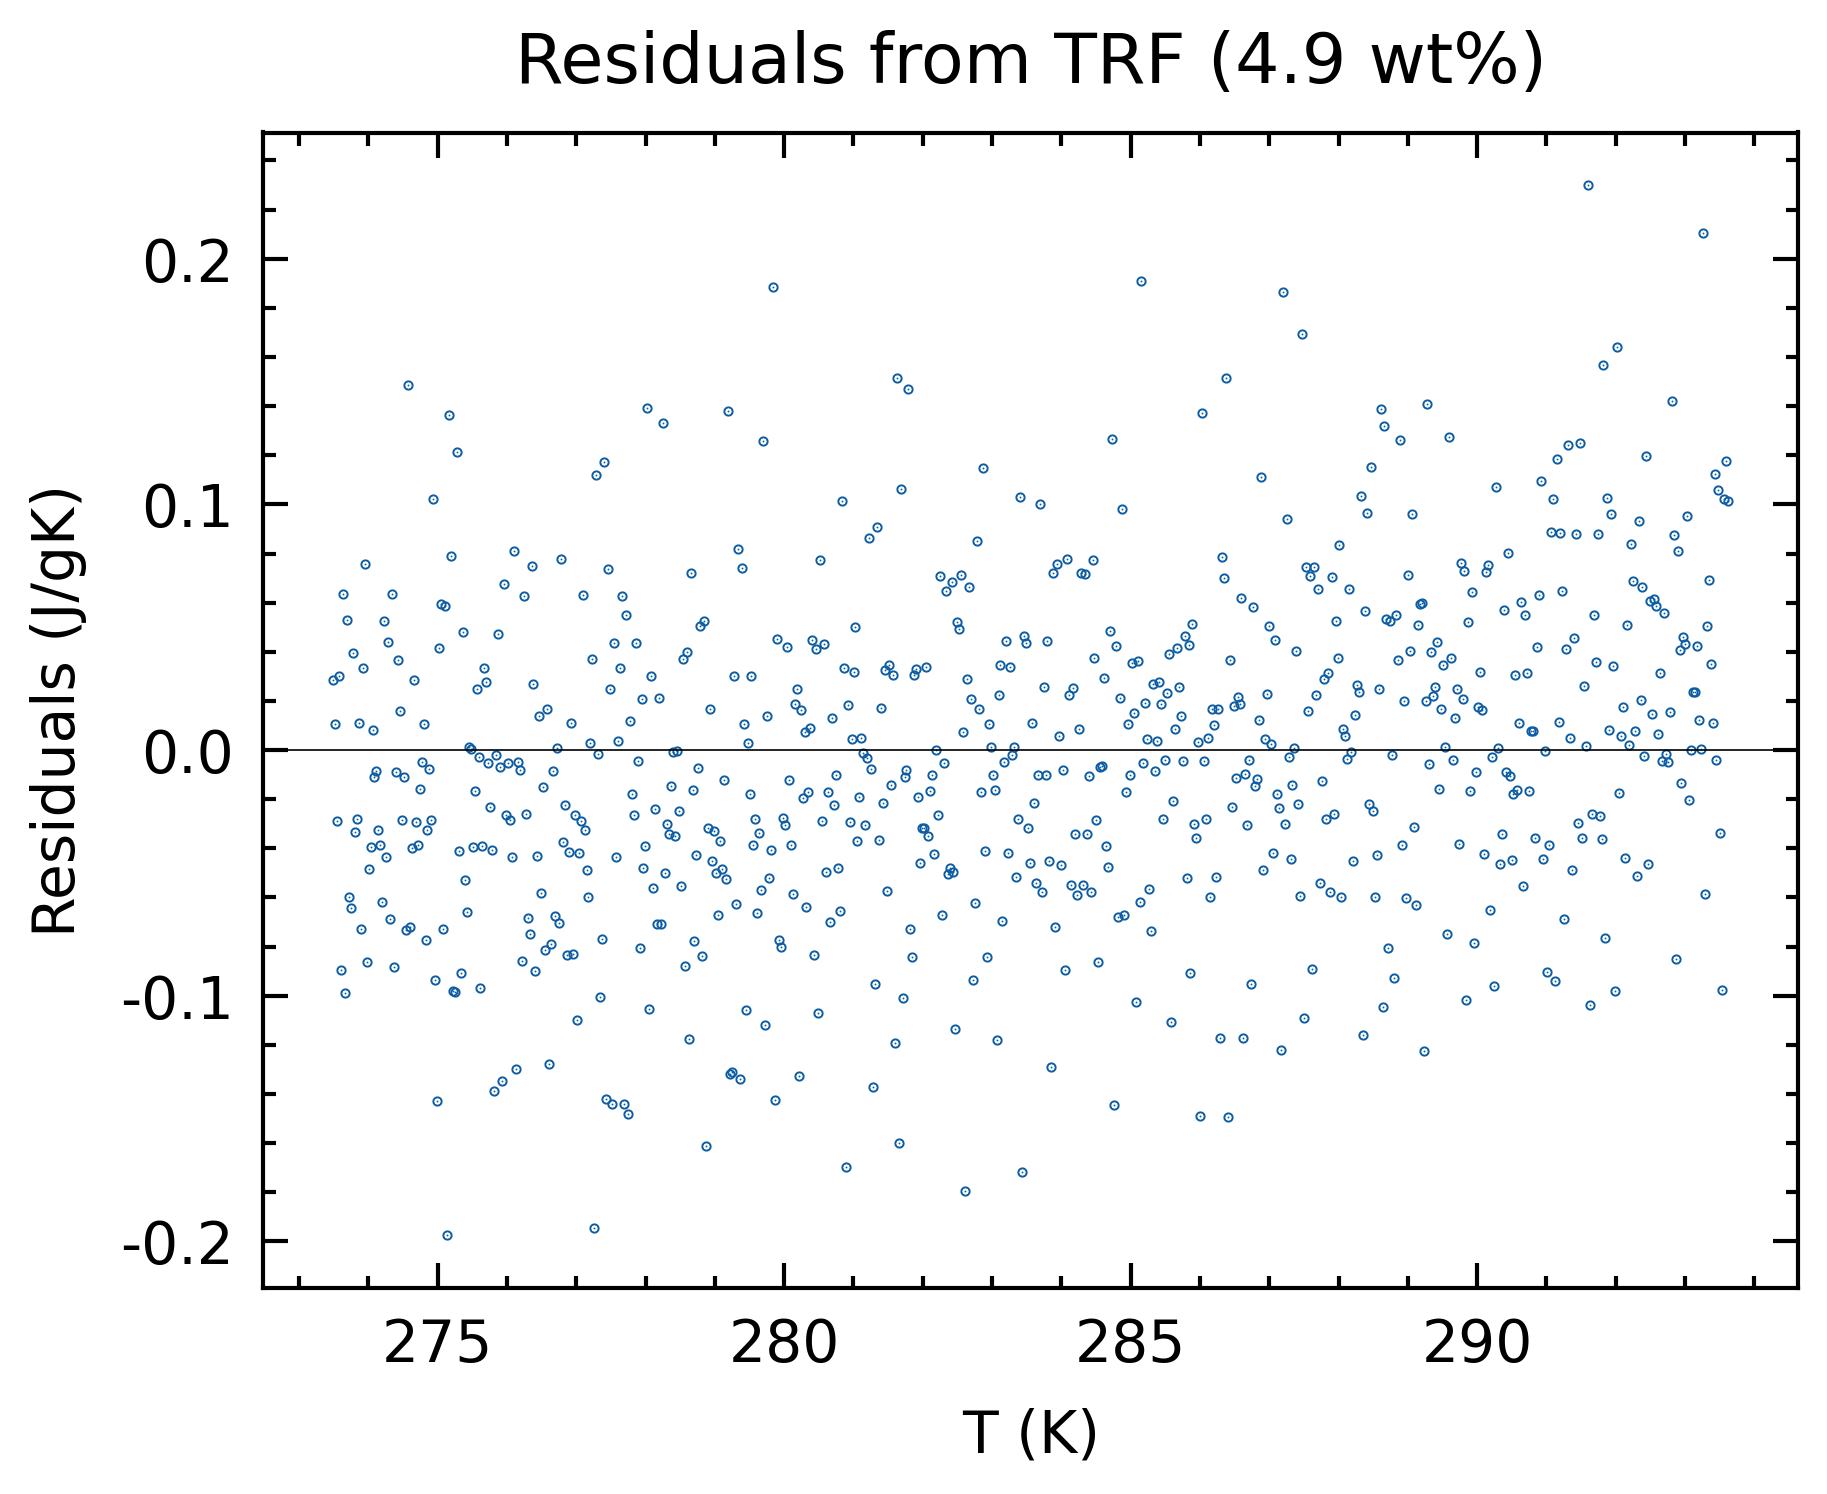 Residuals from TRF (4.9 wt%)
Residuals (J/gK)
0.2
0.1
0.0
-0.1
-0.2
275 280 285 290
T (K)